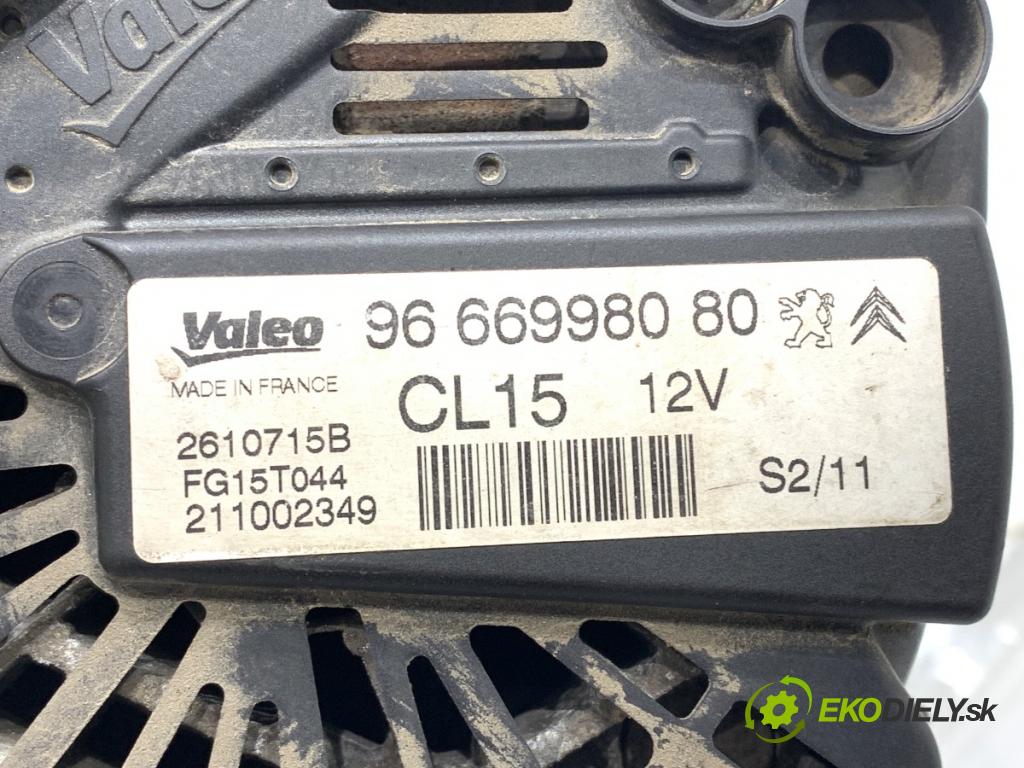 Valeo
Valeo 96 669980 80
MADE IN FRANCE
CL15 12V
2610715B
FG15T044
211002349
S2/11
EKODIELY.sk